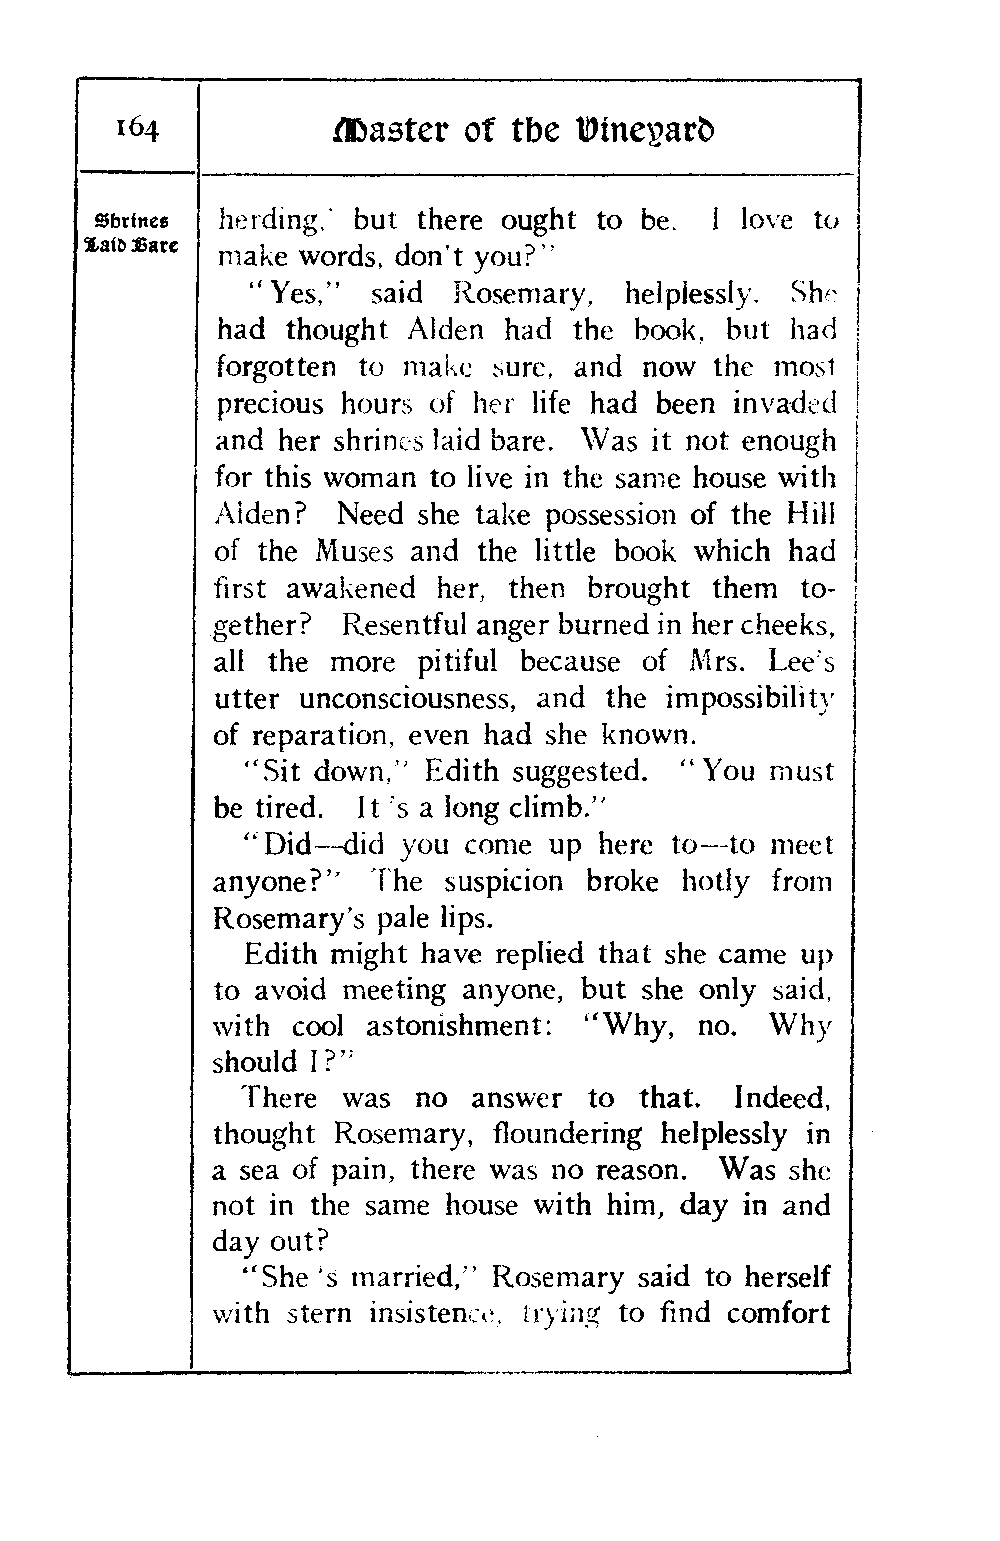 164
Master of the Vineyard
Shrines
Laid Bare
herding,' but there ought to be. I love to
make words, don't you?"
"Yes," said Rosemary, helplessly. She
had thought Alden had the book, but had
forgotten to make sure, and now the most
precious hours of her life had been invaded
and her shrines laid bare. Was it not enough
for this woman to live in the same house with
Alden? Need she take possession of the Hill
of the Muses and the little book which had
first awakened her, then brought them to-
gether? Resentful anger burned in her cheeks,
all the more pitiful because of Mrs. Lee's
utter unconsciousness, and the impossibility
of reparation, even had she known.
"Sit down," Edith suggested. "You must
be tired. It 's a long climb."
"Did—did you come up here to—to meet
anyone?" The suspicion broke hotly from
Rosemary's pale lips.
Edith might have replied that she came up
to avoid meeting anyone, but she only said,
with cool astonishment: "Why, no. Why
should I?"
There was no answer to that. Indeed,
thought Rosemary, floundering helplessly in
a sea of pain, there was no reason. Was she
not in the same house with him, day in and
day out?
"She 's married," Rosemary said to herself
with stern insistence, trying to find comfort